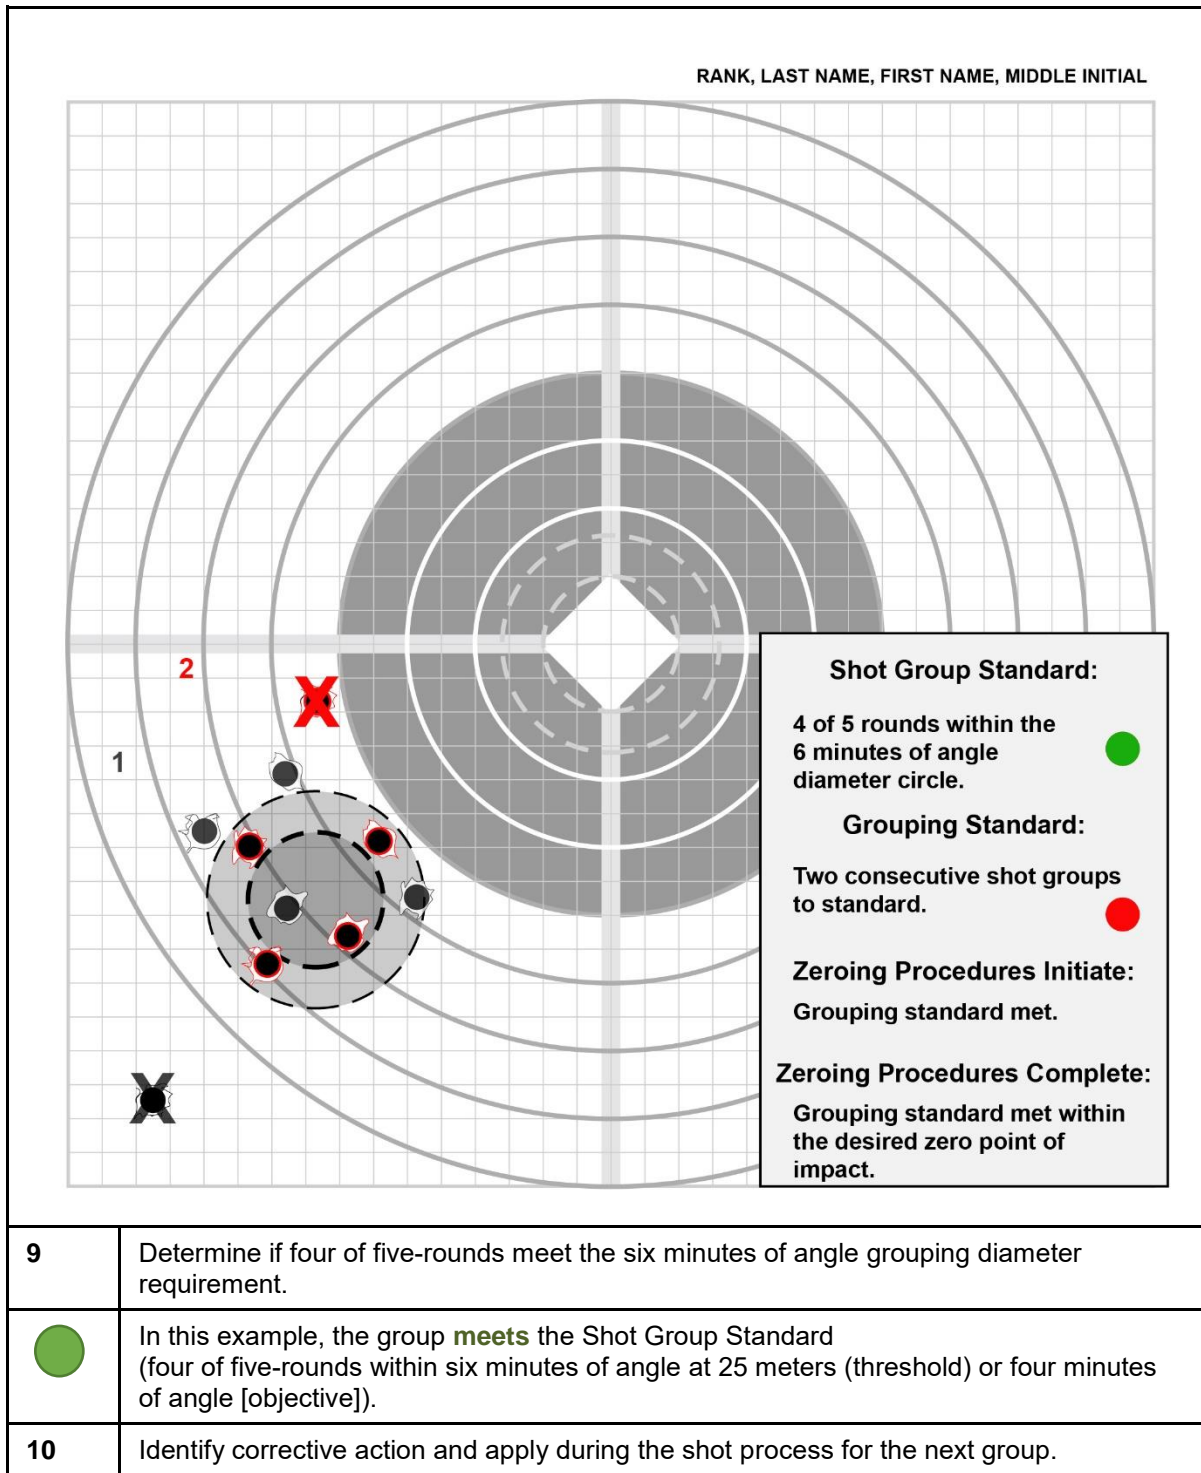 RANK, LAST NAME, FIRST NAME, MIDDLE INITIAL
2
1
X
X
Shot Group Standard:
4 of 5 rounds within the
6 minutes of angle
diameter circle.
Grouping Standard:
Two consecutive shot groups
to standard.
Zeroing Procedures Initiate:
Grouping standard met.
Zeroing Procedures Complete:
Grouping standard met within
the desired zero point of
impact.
9 Determine if four of five-rounds meet the six minutes of angle grouping diameter
requirement.
In this example, the group meets the Shot Group Standard
(four of five-rounds within six minutes of angle at 25 meters (threshold) or four minutes
of angle [objective]).
10 Identify corrective action and apply during the shot process for the next group.